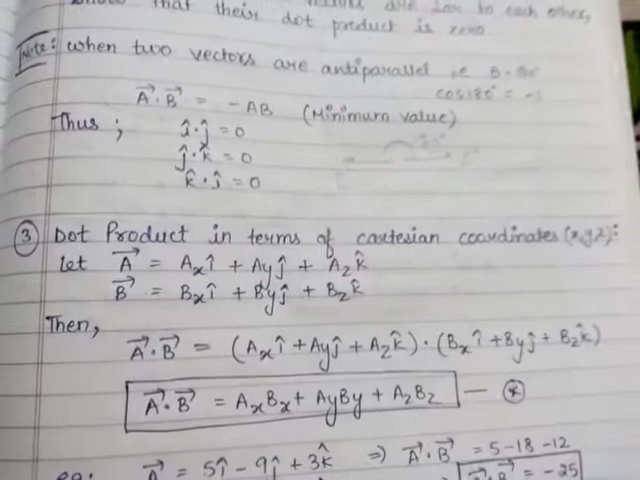 that their dot product is zero
Note: when two vectors are antiparallel ie
cos180° = -1
A⃗·B⃗ = -AB (Minimum value)
Thus ; î·ĵ = 0
ĵ·k̂ = 0
k̂·ĵ = 0
③ Dot Product in terms of cartesian coordinates (x,y,z):
Let A⃗ = Axî + Ayĵ + Azk̂
B⃗ = Bxî + Byĵ + Bzk̂
Then,
A⃗·B⃗ = (Axî + Ayĵ + Azk̂)·(Bxî + Byĵ + Bzk̂)
A⃗·B⃗ = AxBx + AyBy + AzBz — ⊛
eg: A⃗ = 5î - 9ĵ + 3k̂ ⇒ A⃗·B⃗ = 5-18-12
A⃗·B⃗ = -25